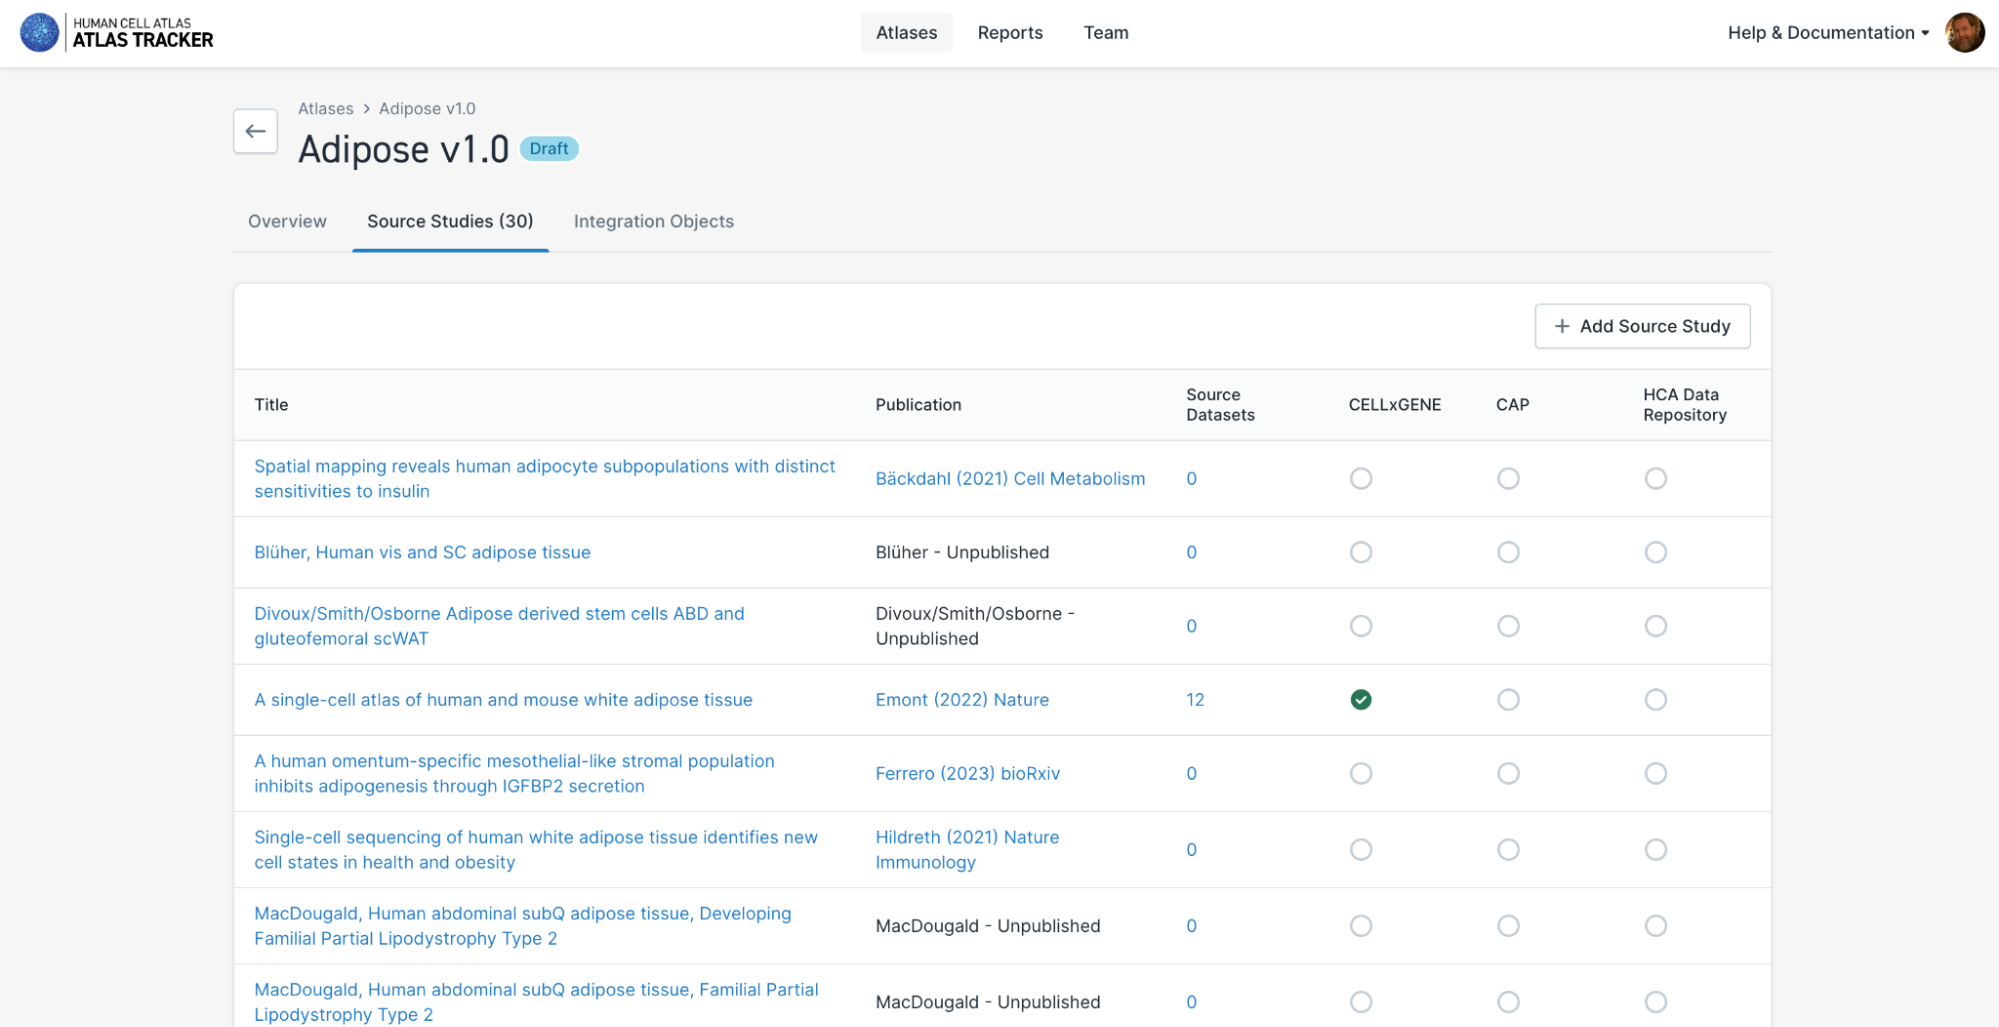 HUMAN CELL ATLAS
ATLAS TRACKER
Atlases
Reports
Team
Help & Documentation
Atlases > Adipose v1.0
Adipose v1.0
Draft
Overview
Source Studies (30)
Integration Objects
+ Add Source Study
Title
Publication
Source
Datasets
CELLxGENE
CAP
HCA Data
Repository
Spatial mapping reveals human adipocyte subpopulations with distinct
sensitivities to insulin
Bäckdahl (2021) Cell Metabolism
0
Blüher, Human vis and SC adipose tissue
Blüher - Unpublished
0
Divoux/Smith/Osborne Adipose derived stem cells ABD and
gluteofemoral scWAT
Divoux/Smith/Osborne -
Unpublished
0
A single-cell atlas of human and mouse white adipose tissue
Emont (2022) Nature
12
A human omentum-specific mesothelial-like stromal population
inhibits adipogenesis through IGFBP2 secretion
Ferrero (2023) bioRxiv
0
Single-cell sequencing of human white adipose tissue identifies new
cell states in health and obesity
Hildreth (2021) Nature
Immunology
0
MacDougald, Human abdominal subQ adipose tissue, Developing
Familial Partial Lipodystrophy Type 2
MacDougald - Unpublished
0
MacDougald, Human abdominal subQ adipose tissue, Familial Partial
Lipodystrophy Type 2
MacDougald - Unpublished
0